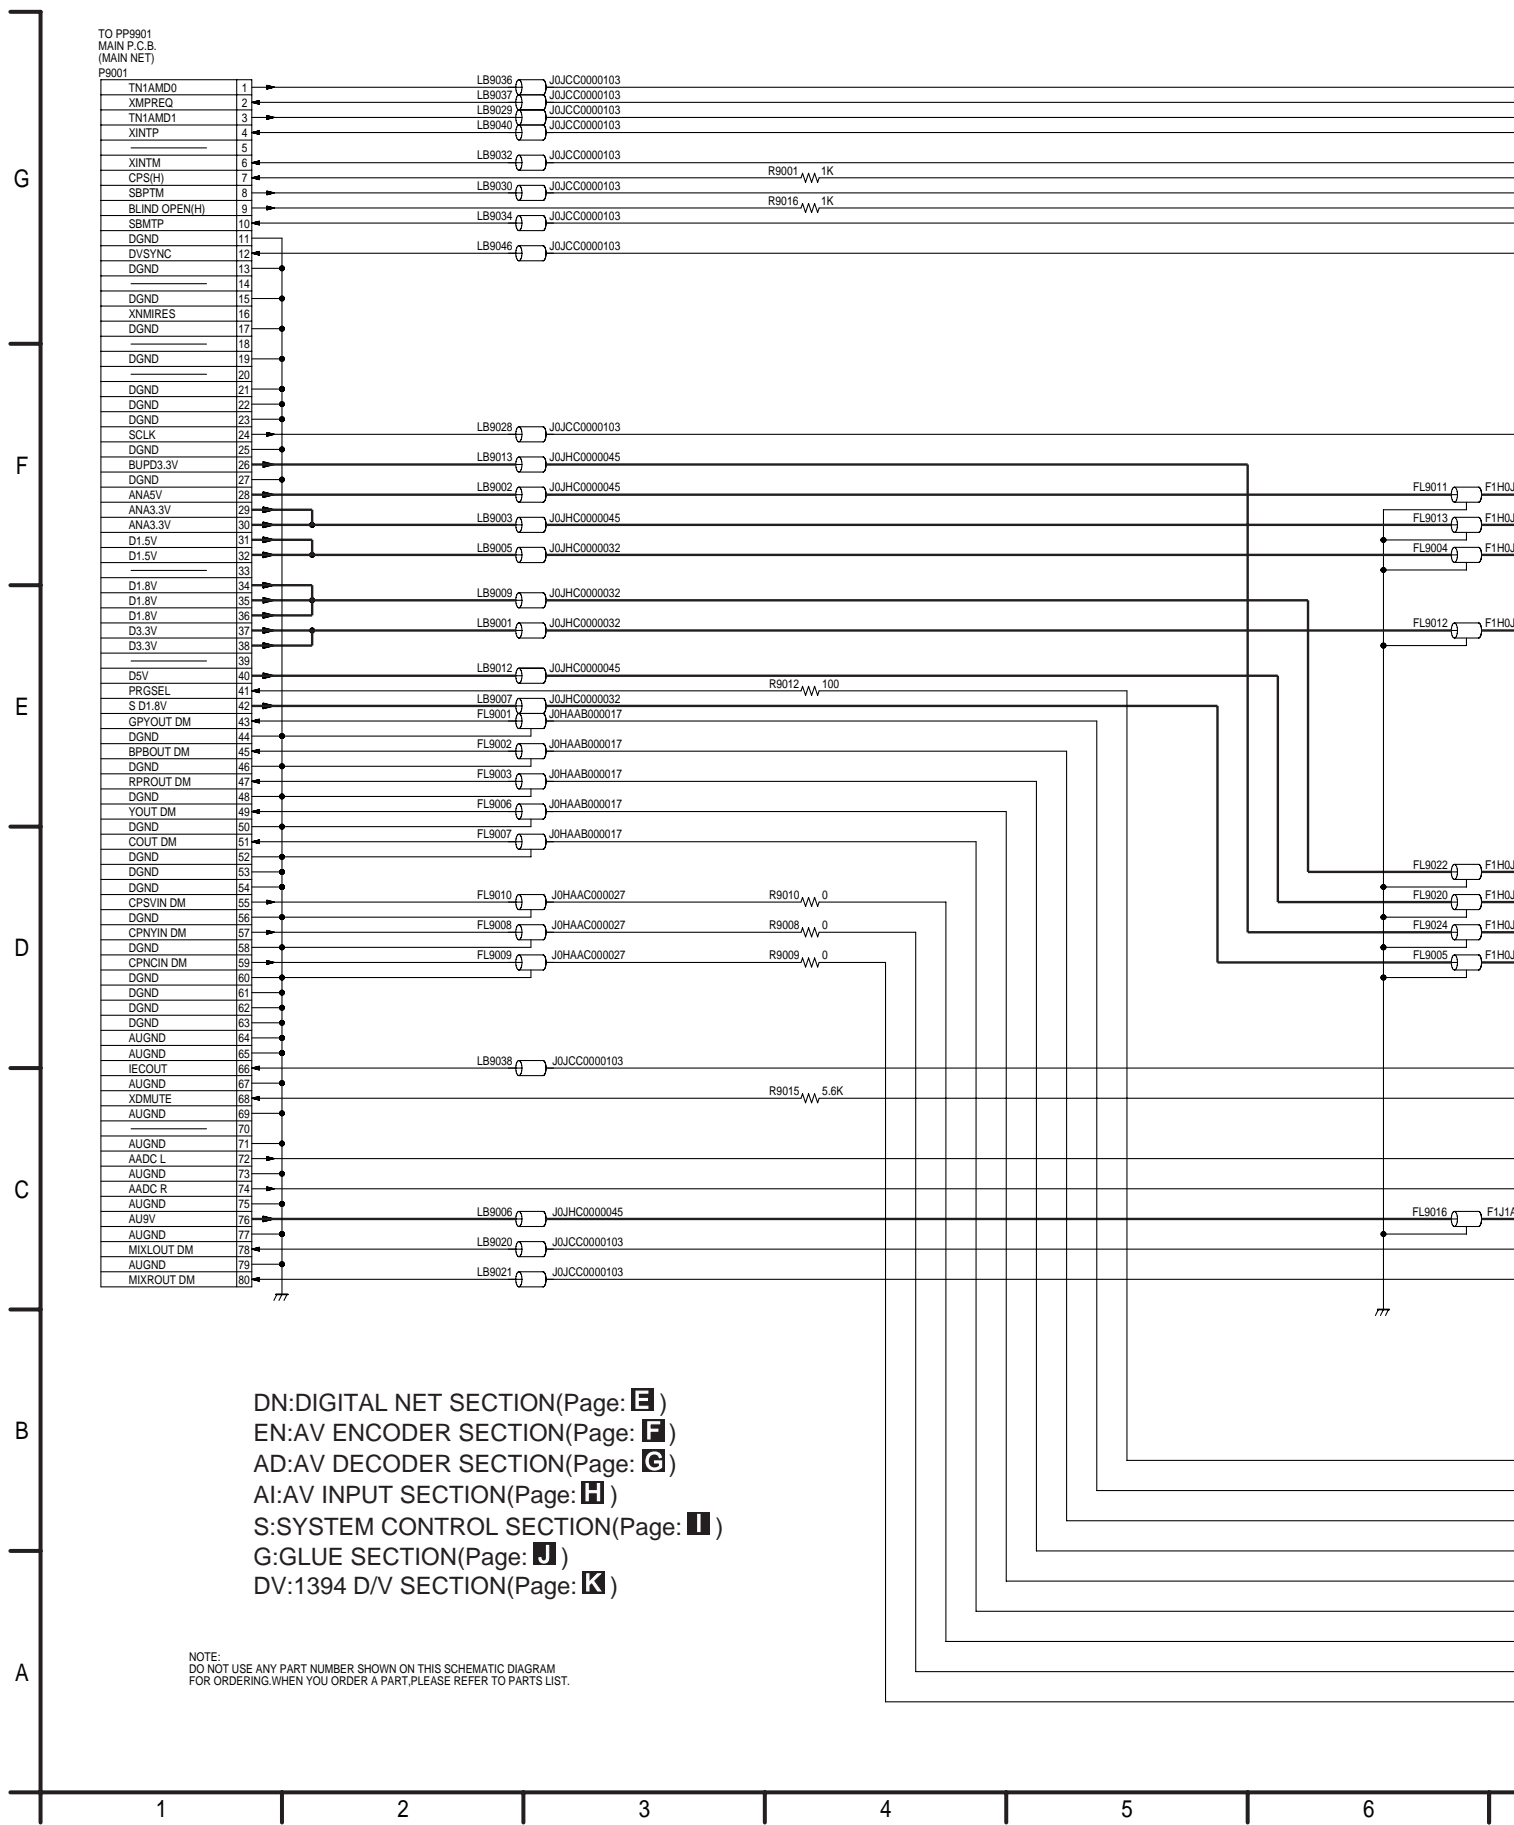 TO PP9901
MAIN P.C.B.
(MAIN NET)
P9001
TN1AMD0 1 LB9036 J0JCC0000103
XMPREQ 2 LB9037 J0JCC0000103
TN1AMD1 3 LB9029 J0JCC0000103
XINTP 4 LB9040 J0JCC0000103
5
XINTM 6 LB9032 J0JCC0000103
G
CPS(H) 7 R9001 1K
SBPTM 8 LB9030 J0JCC0000103
BLIND OPEN(H) 9 R9016 1K
SBMTP 10 LB9034 J0JCC0000103
DGND 11
DVSYNC 12 LB9046 J0JCC0000103
DGND 13
14
DGND 15
XNMIRES 16
DGND 17
18
DGND 19
20
DGND 21
DGND 22
DGND 23
SCLK 24 LB9028 J0JCC0000103
DGND 25
F
BUPD3.3V 26 LB9013 J0JHC0000045
DGND 27
ANA5V 28 LB9002 J0JHC0000045 FL9011 F1H0J
ANA3.3V 29
ANA3.3V 30 LB9003 J0JHC0000045 FL9013 F1H0J
D1.5V 31
D1.5V 32 LB9005 J0JHC0000032 FL9004 F1H0J
33
D1.8V 34
D1.8V 35 LB9009 J0JHC0000032
D1.8V 36
D3.3V 37 LB9001 J0JHC0000032 FL9012 F1H0J
D3.3V 38
39
D5V 40 LB9012 J0JHC0000045
PRGSEL 41 R9012 100
E
S D1.8V 42 LB9007 J0JHC0000032
GPYOUT DM 43 FL9001 J0HAAB000017
DGND 44
BPBOUT DM 45 FL9002 J0HAAB000017
DGND 46
RPROUT DM 47 FL9003 J0HAAB000017
DGND 48
YOUT DM 49 FL9006 J0HAAB000017
DGND 50
COUT DM 51 FL9007 J0HAAB000017
DGND 52
DGND 53 FL9022 F1H0J
DGND 54
CPSVIN DM 55 FL9010 J0HAAC000027 R9010 0 FL9020 F1H0J
DGND 56
CPNYIN DM 57 FL9008 J0HAAC000027 R9008 0 FL9024 F1H0J
D
DGND 58
CPNCIN DM 59 FL9009 J0HAAC000027 R9009 0 FL9005 F1H0J
DGND 60
DGND 61
DGND 62
DGND 63
AUGND 64
AUGND 65
IECOUT 66 LB9038 J0JCC0000103
AUGND 67
XDMUTE 68 R9015 5.6K
AUGND 69
70
AUGND 71
AADC L 72
AUGND 73
C
AADC R 74
AUGND 75
AU9V 76 LB9006 J0JHC0000045 FL9016 F1J1A
AUGND 77
MIXLOUT DM 78 LB9020 J0JCC0000103
AUGND 79
MIXROUT DM 80 LB9021 J0JCC0000103
DN:DIGITAL NET SECTION(Page: E )
B
EN:AV ENCODER SECTION(Page: F )
AD:AV DECODER SECTION(Page: G )
AI:AV INPUT SECTION(Page: H )
S:SYSTEM CONTROL SECTION(Page: I )
G:GLUE SECTION(Page: J )
DV:1394 D/V SECTION(Page: K )
NOTE:
DO NOT USE ANY PART NUMBER SHOWN ON THIS SCHEMATIC DIAGRAM
A
FOR ORDERING.WHEN YOU ORDER A PART,PLEASE REFER TO PARTS LIST.
1 2 3 4 5 6